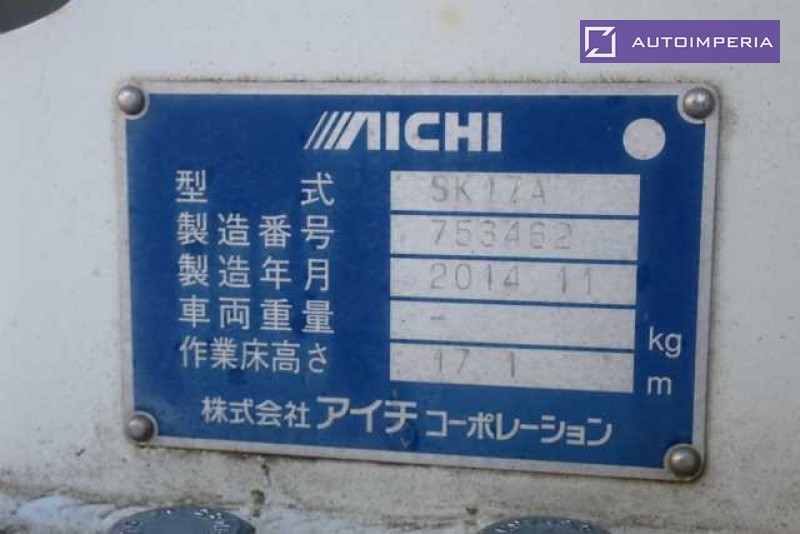 AUTOIMPERIA
AICHI
型式 SK17A
製造番号 753462
製造年月 2014 11
車両重量 - kg
作業床高さ 17 1 m
株式会社 アイチ コーポレーション